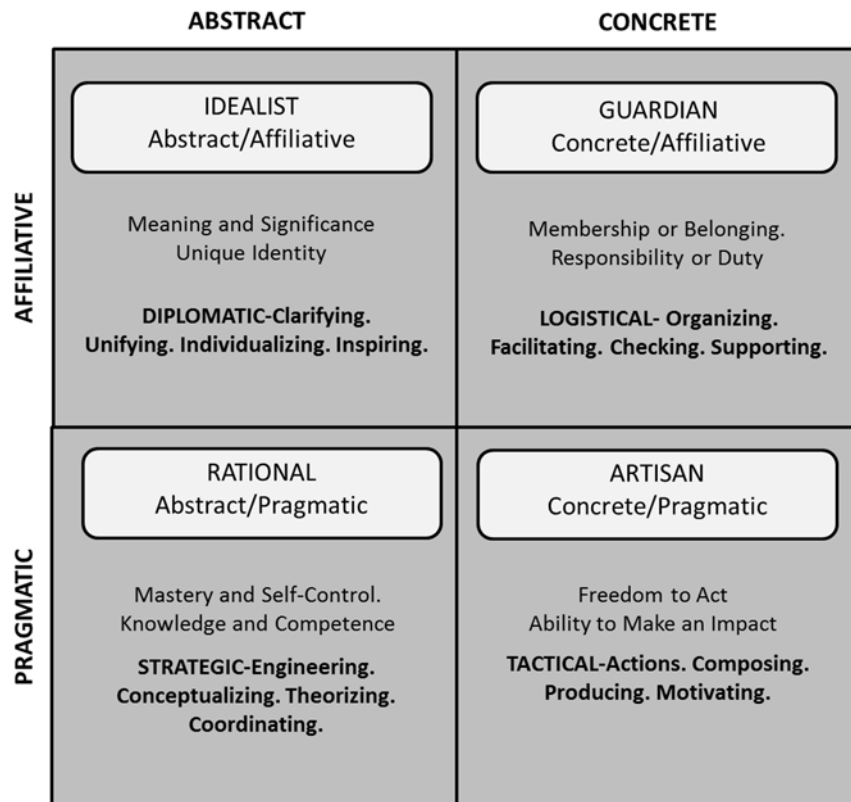 ABSTRACT
CONCRETE
AFFILIATIVE
IDEALIST
Abstract/Affiliative
Meaning and Significance
Unique Identity
DIPLOMATIC-Clarifying.
Unifying. Individualizing. Inspiring.
GUARDIAN
Concrete/Affiliative
Membership or Belonging.
Responsibility or Duty
LOGISTICAL- Organizing.
Facilitating. Checking. Supporting.
PRAGMATIC
RATIONAL
Abstract/Pragmatic
Mastery and Self-Control.
Knowledge and Competence
STRATEGIC-Engineering.
Conceptualizing. Theorizing.
Coordinating.
ARTISAN
Concrete/Pragmatic
Freedom to Act
Ability to Make an Impact
TACTICAL-Actions. Composing.
Producing. Motivating.